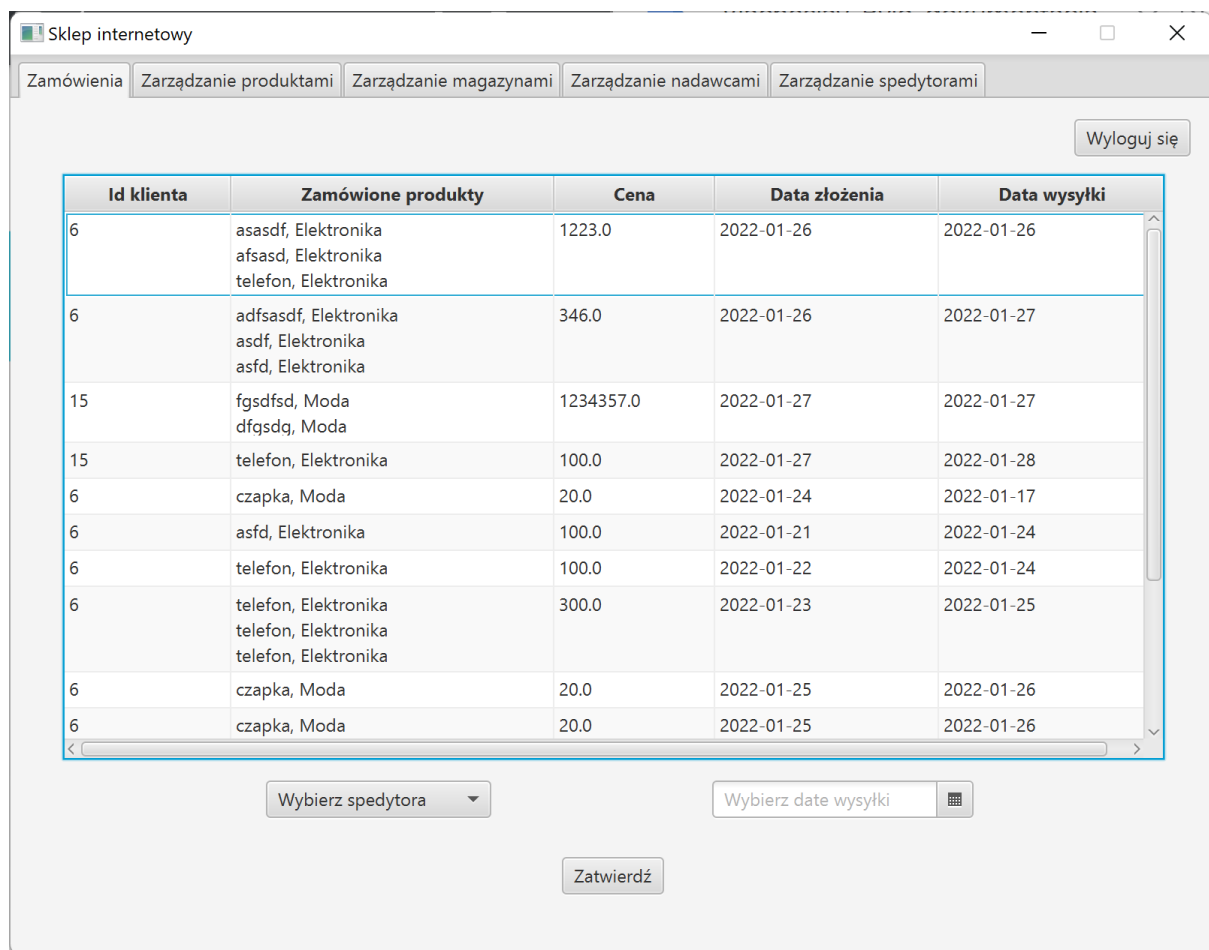 Sklep internetowy
Zamówienia Zarządzanie produktami Zarządzanie magazynami Zarządzanie nadawcami Zarządzanie spedytorami
Wyloguj się
Id klienta Zamówione produkty Cena Data złożenia Data wysyłki
6 asasdf, Elektronika 1223.0 2022-01-26 2022-01-26
afsasd, Elektronika
telefon, Elektronika
6 adfsasdf, Elektronika 346.0 2022-01-26 2022-01-27
asdf, Elektronika
asfd, Elektronika
15 fgsdfsd, Moda 1234357.0 2022-01-27 2022-01-27
dfgsdg, Moda
15 telefon, Elektronika 100.0 2022-01-27 2022-01-28
6 czapka, Moda 20.0 2022-01-24 2022-01-17
6 asfd, Elektronika 100.0 2022-01-21 2022-01-24
6 telefon, Elektronika 100.0 2022-01-22 2022-01-24
6 telefon, Elektronika 300.0 2022-01-23 2022-01-25
telefon, Elektronika
telefon, Elektronika
6 czapka, Moda 20.0 2022-01-25 2022-01-26
6 czapka, Moda 20.0 2022-01-25 2022-01-26
Wybierz spedytora Wybierz date wysyłki
Zatwierdź